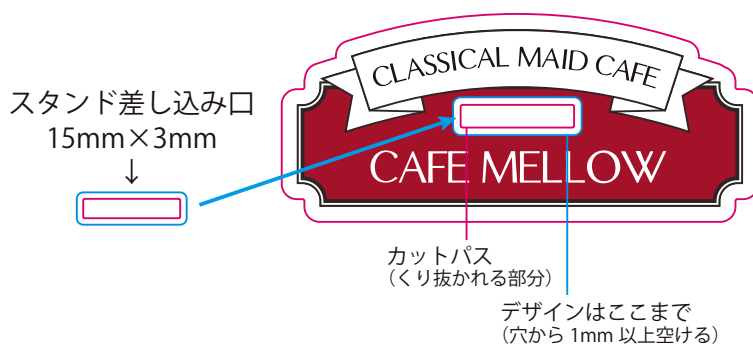 CLASSICAL MAID CAFE
スタンド差し込み口
15mm×3mm
↓
CAFE MELLOW
カットパス
（くり抜かれる部分）
デザインはここまで
（穴から 1mm 以上空ける）